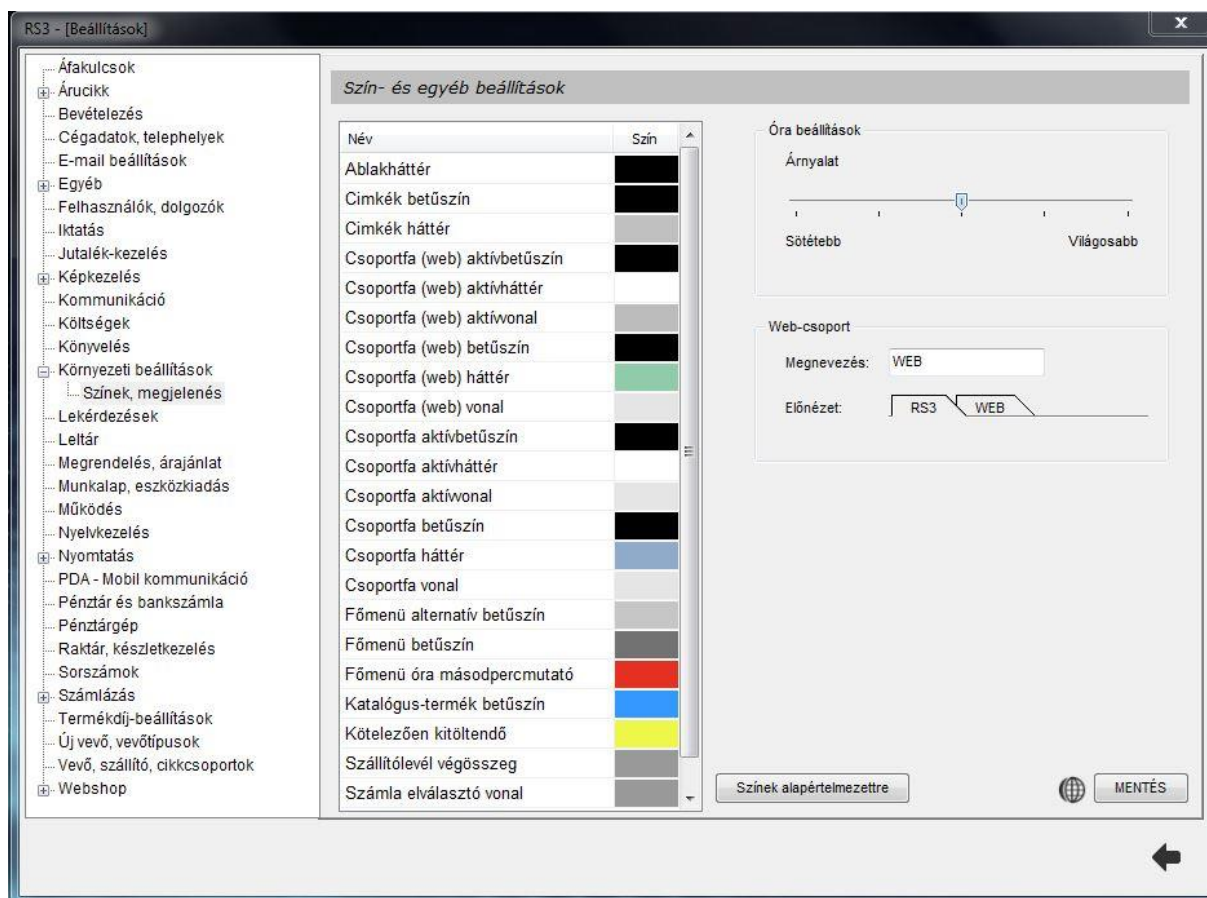 RS3 - [Beállítások]
x
Áfakulcsok
Árucikk
Bevételezés
Cégadatok, telephelyek
E-mail beállítások
Egyéb
Felhasználók, dolgozók
Iktatás
Jutalék-kezelés
Képkezelés
Kommunikáció
Költségek
Könyvelés
Környezeti beállítások
Színek, megjelenés
Lekérdezések
Leltár
Megrendelés, árajánlat
Munkalap, eszközkiadás
Működés
Nyelvkezelés
Nyomtatás
PDA - Mobil kommunikáció
Pénztár és bankszámla
Pénztárgép
Raktár, készletkezelés
Sorszámok
Számlázás
Termékdíj-beállítások
Új vevő, vevőtípusok
Vevő, szállító, cikkcsoportok
Webshop
Szín- és egyéb beállítások
Név Szín
Ablakháttér
Cimkék betűszín
Cimkék háttér
Csoportfa (web) aktívbetűszín
Csoportfa (web) aktívháttér
Csoportfa (web) aktívvonal
Csoportfa (web) betűszín
Csoportfa (web) háttér
Csoportfa (web) vonal
Csoportfa aktívbetűszín
Csoportfa aktívháttér
Csoportfa aktívvonal
Csoportfa betűszín
Csoportfa háttér
Csoportfa vonal
Főmenü alternatív betűszín
Főmenü betűszín
Főmenü óra másodpercmutató
Katalógus-termék betűszín
Kötelezően kitöltendő
Szállítólevél végösszeg
Számla elválasztó vonal
Óra beállítások
Árnyalat
Sötétebb Világosabb
Web-csoport
Megnevezés: WEB
Előnézet: RS3 WEB
Színek alapértelmezettre
MENTÉS